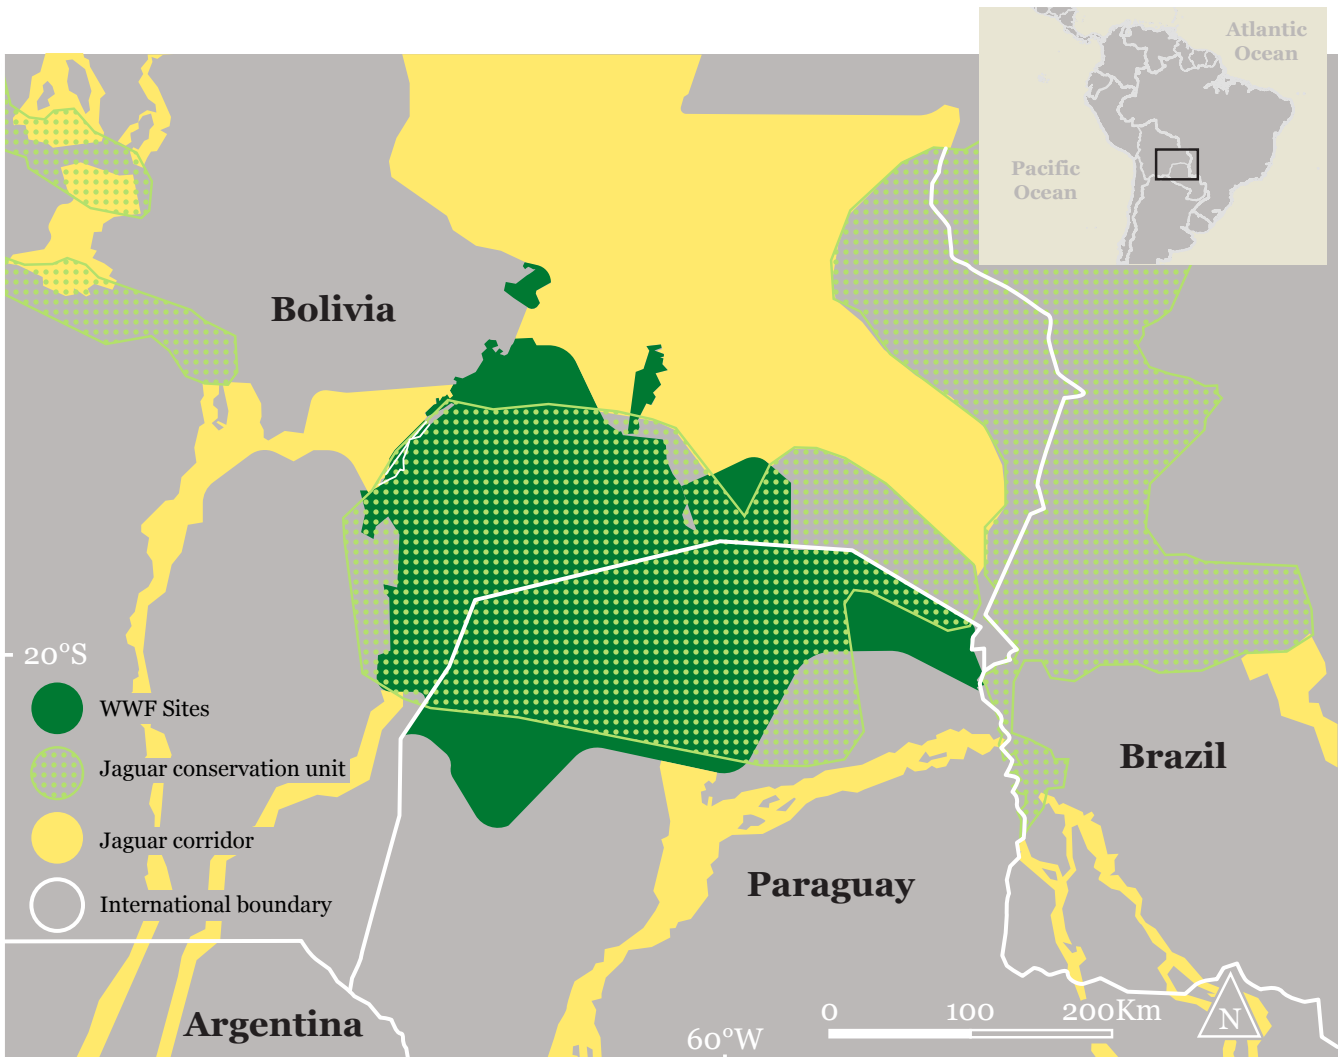 Atlantic
Ocean
Pacific
Ocean
Bolivia
20°S
WWF Sites
Jaguar conservation unit
Jaguar corridor
International boundary
Brazil
Paraguay
Argentina
60°W
0 100 200Km
N